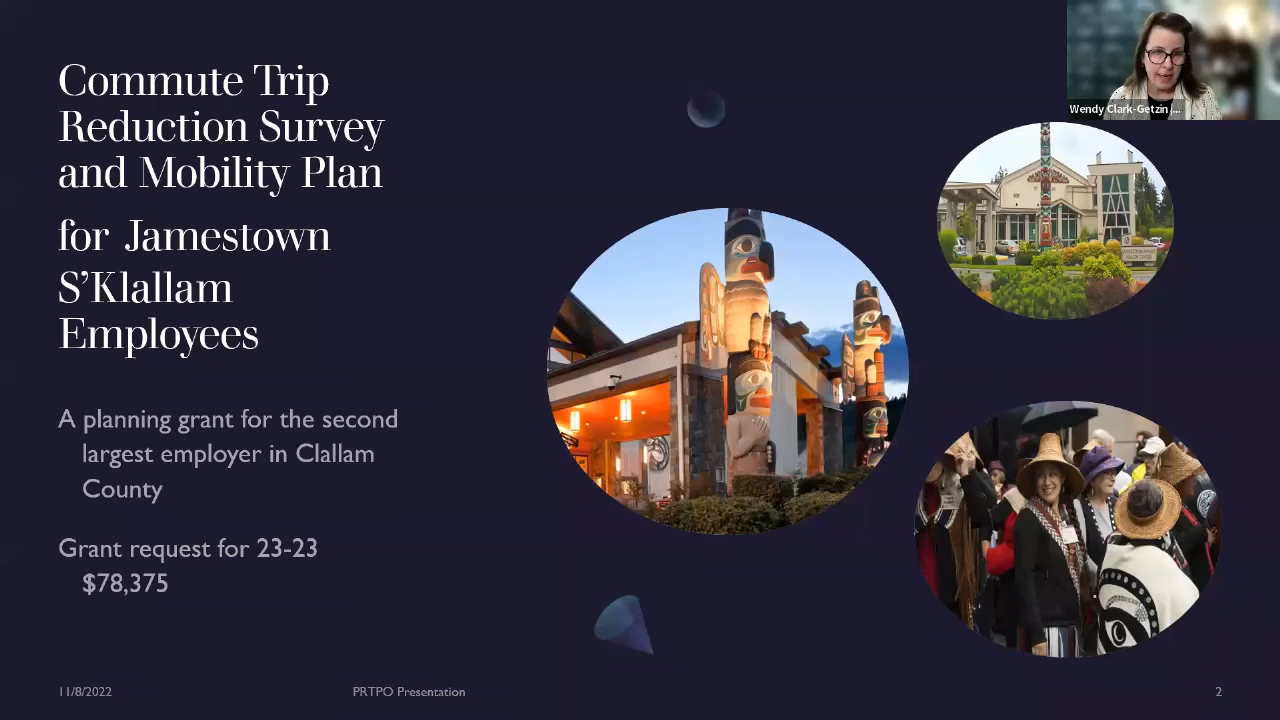 Commute Trip
Reduction Survey
and Mobility Plan
for Jamestown
S’Klallam
Employees
A planning grant for the second
largest employer in Clallam
County
Grant request for 23-23
$78,375
Wendy Clark-Getzin ,...
11/8/2022
PRTPO Presentation
2